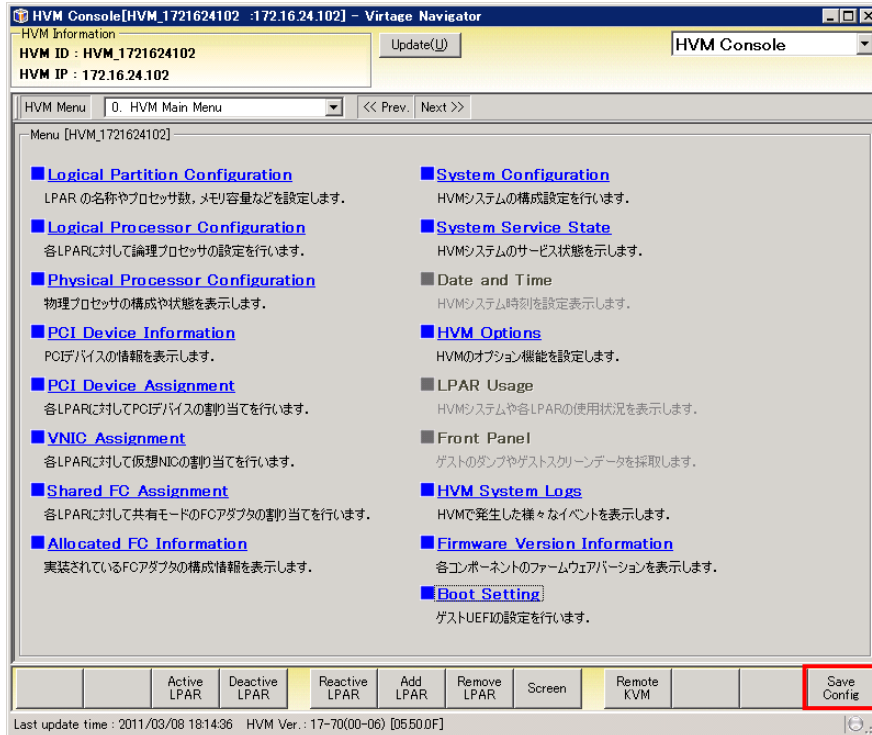 HVM Console[HVM_1721624102 :172.16.24.102] - Virtage Navigator
HVM Information
HVM ID : HVM_1721624102
HVM IP : 172.16.24.102
Update(U)
HVM Console
HVM Menu
0. HVM Main Menu
<< Prev. Next >>
Menu [HVM_1721624102]
Logical Partition Configuration
LPAR の名称やプロセッサ数，メモリ容量などを設定します．
Logical Processor Configuration
各LPARに対して論理プロセッサの設定を行います．
Physical Processor Configuration
物理プロセッサの構成や状態を表示します．
PCI Device Information
PCIデバイスの情報を表示します．
PCI Device Assignment
各LPARに対してPCIデバイスの割り当てを行います．
VNIC Assignment
各LPARに対して仮想NICの割り当てを行います．
Shared FC Assignment
各LPARに対して共有モードのFCアダプタの割り当てを行います．
Allocated FC Information
実装されているFCアダプタの構成情報を表示します．
System Configuration
HVMシステムの構成設定を行います．
System Service State
HVMシステムのサービス状態を示します．
Date and Time
HVMシステム時刻を設定表示します．
HVM Options
HVMのオプション機能を設定します．
LPAR Usage
HVMシステムや各LPARの使用状況を表示します．
Front Panel
ゲストのダンプやゲストスクリーンデータを採取します．
HVM System Logs
HVMで発生した様々なイベントを表示します．
Firmware Version Information
各コンポーネントのファームウェアバージョンを表示します．
Boot Setting
ゲストUEFIの設定を行います．
Active LPAR
Deactive LPAR
Reactive LPAR
Add LPAR
Remove LPAR
Screen
Remote KVM
Save Config
Last update time : 2011/03/08 18:14:36 HVM Ver. : 17-70(00-06) [05.50.0F]